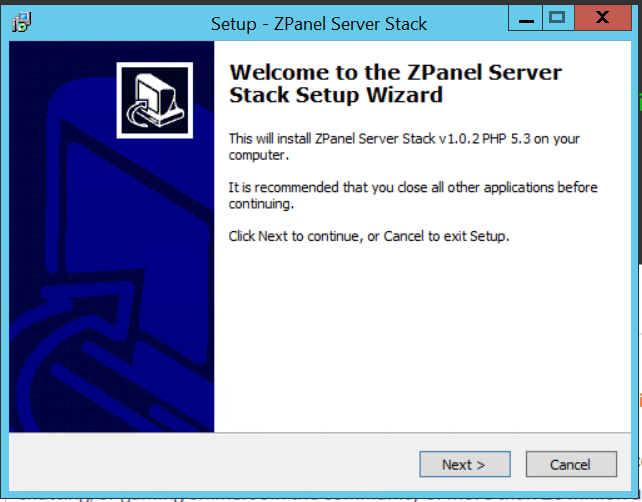 Setup - ZPanel Server Stack
Welcome to the ZPanel Server
Stack Setup Wizard
This will install ZPanel Server Stack v1.0.2 PHP 5.3 on your
computer.
It is recommended that you close all other applications before
continuing.
Click Next to continue, or Cancel to exit Setup.
Next >
Cancel